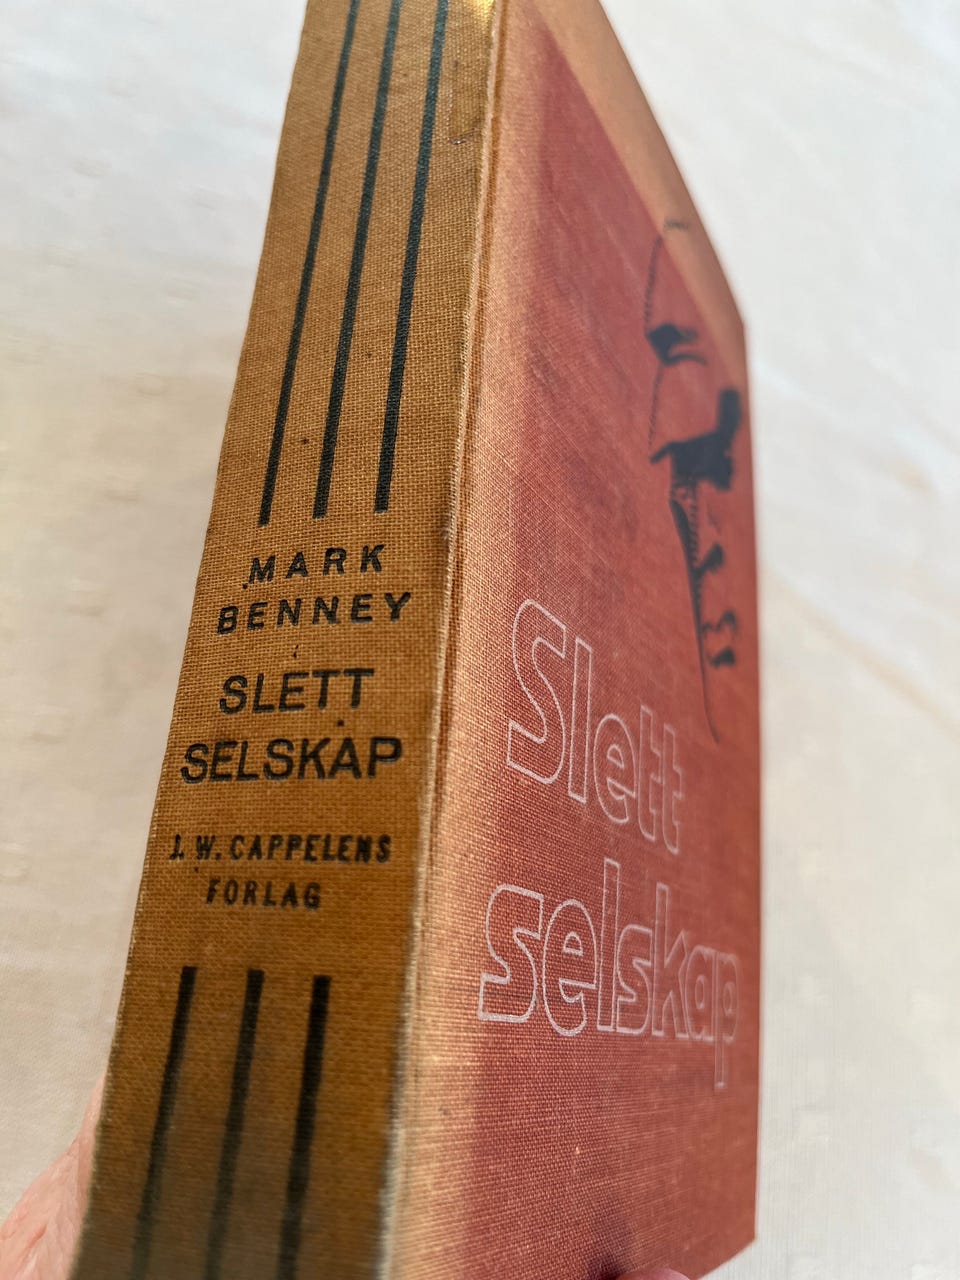 MARK
BENNEY
SLETT
SELSKAP
J. W. CAPPELENS
FORLAG
Slett
selskap